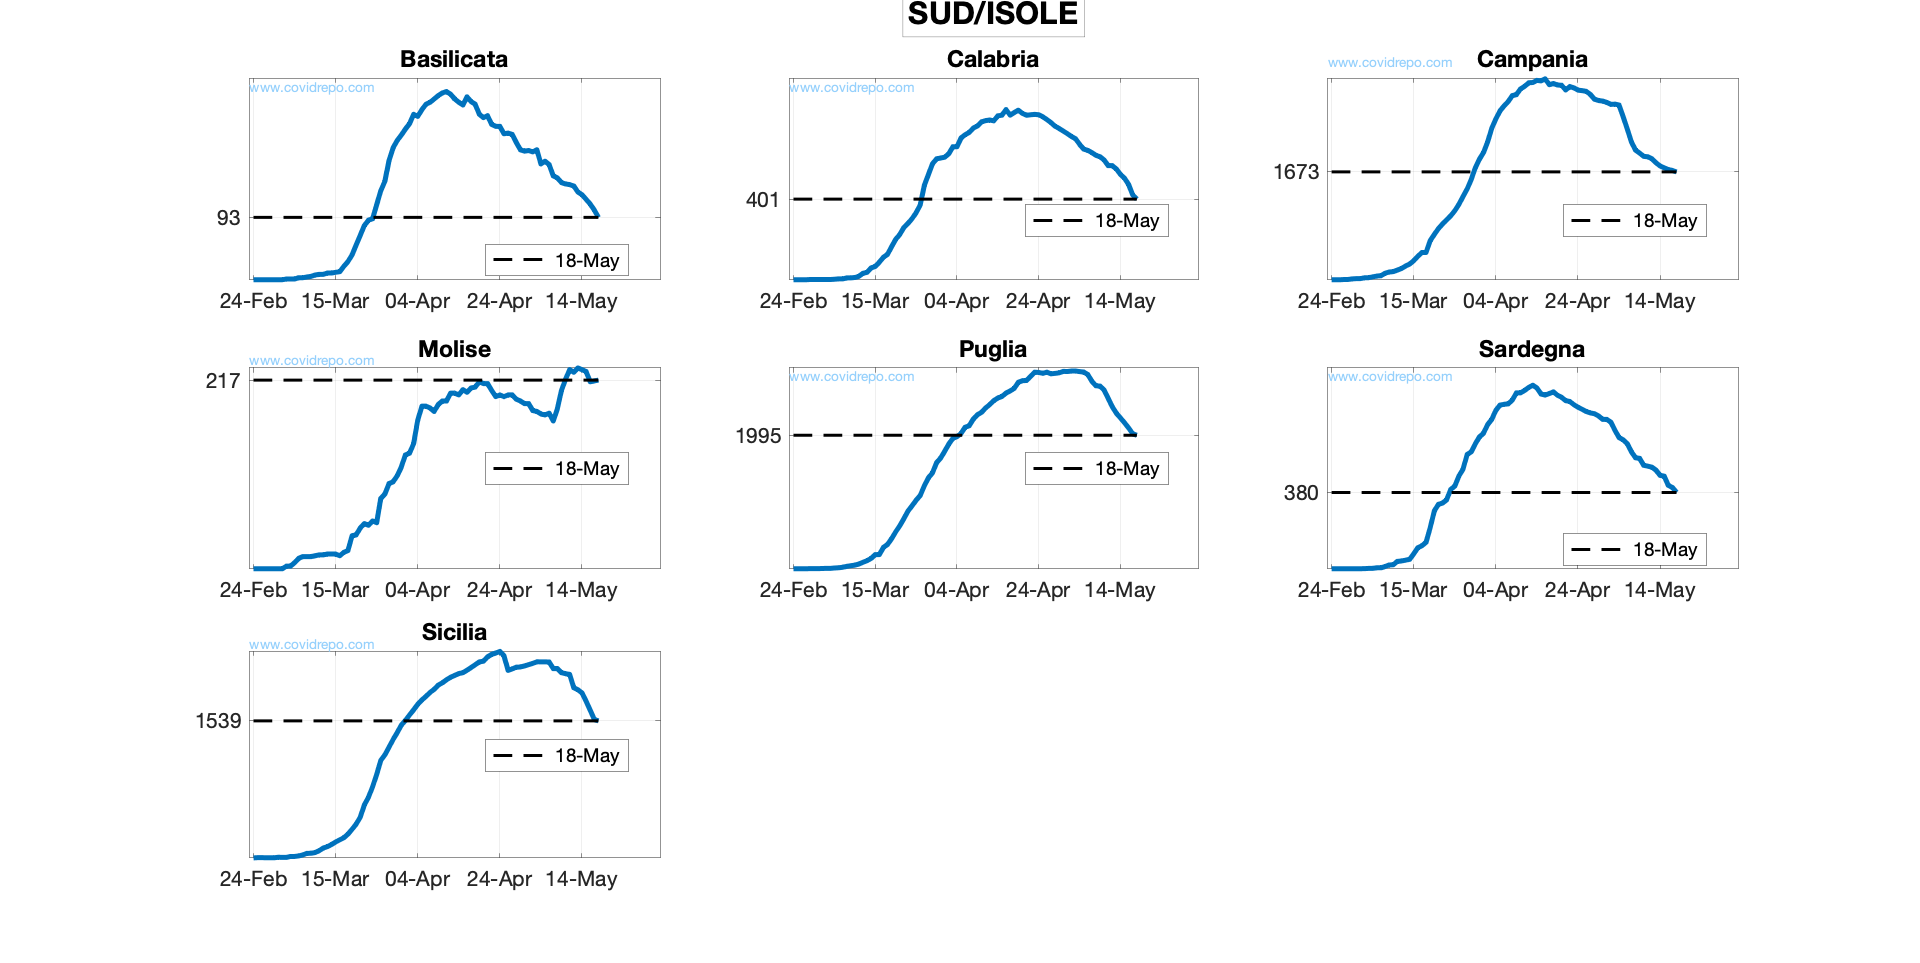 SUD/ISOLE
Basilicata
www.covidrepo.com
93
18-May
24-Feb 15-Mar 04-Apr 24-Apr 14-May
Calabria
www.covidrepo.com
401
18-May
24-Feb 15-Mar 04-Apr 24-Apr 14-May
Campania
www.covidrepo.com
1673
18-May
24-Feb 15-Mar 04-Apr 24-Apr 14-May
Molise
www.covidrepo.com
217
18-May
24-Feb 15-Mar 04-Apr 24-Apr 14-May
Puglia
www.covidrepo.com
1995
18-May
24-Feb 15-Mar 04-Apr 24-Apr 14-May
Sardegna
www.covidrepo.com
380
18-May
24-Feb 15-Mar 04-Apr 24-Apr 14-May
Sicilia
www.covidrepo.com
1539
18-May
24-Feb 15-Mar 04-Apr 24-Apr 14-May